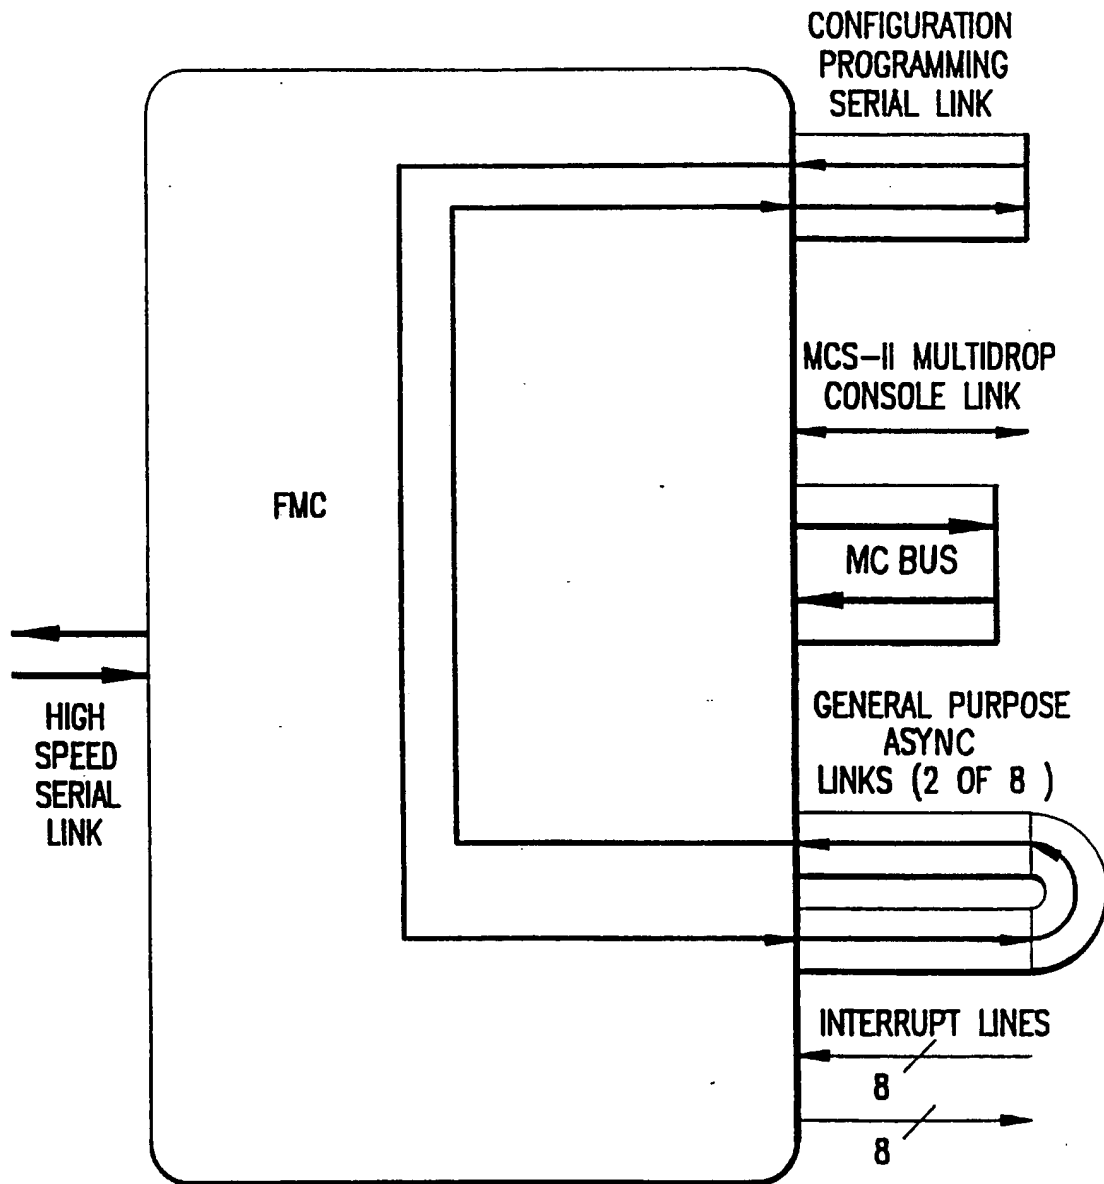 CONFIGURATION
PROGRAMMING
SERIAL LINK
MCS-II MULTIDROP
CONSOLE LINK
FMC
MC BUS
HIGH
SPEED
SERIAL
LINK
GENERAL PURPOSE
ASYNC
LINKS (2 OF 8 )
INTERRUPT LINES
8
8